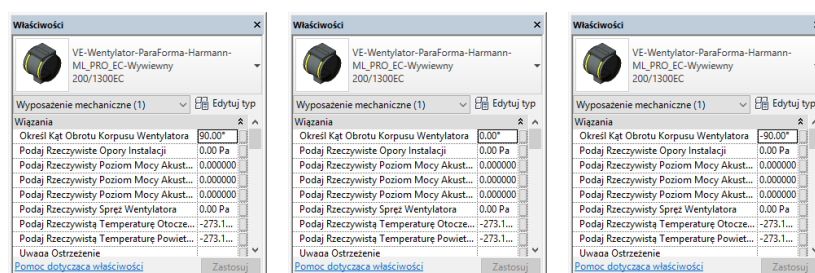 Właściwości ×
VE-Wentylator-ParaForma-Harmann-
ML_PRO_EC-Wywiewny
200/1300EC
Wyposażenie mechaniczne (1) Edytuj typ
Wiązania
Określ Kąt Obrotu Korpusu Wentylatora 90.00°
Podaj Rzeczywiste Opory Instalacji 0.00 Pa
Podaj Rzeczywisty Poziom Mocy Akust... 0.000000
Podaj Rzeczywisty Poziom Mocy Akust... 0.000000
Podaj Rzeczywisty Poziom Mocy Akust... 0.000000
Podaj Rzeczywisty Spręż Wentylatora 0.00 Pa
Podaj Rzeczywistą Temperaturę Otocze... -273.1...
Podaj Rzeczywistą Temperaturę Powiet... -273.1...
Uwaga Ostrzeżenie
Pomoc dotycząca właściwości Zastosuj
Właściwości ×
VE-Wentylator-ParaForma-Harmann-
ML_PRO_EC-Wywiewny
200/1300EC
Wyposażenie mechaniczne (1) Edytuj typ
Wiązania
Określ Kąt Obrotu Korpusu Wentylatora 0.00°
Podaj Rzeczywiste Opory Instalacji 0.00 Pa
Podaj Rzeczywisty Poziom Mocy Akust... 0.000000
Podaj Rzeczywisty Poziom Mocy Akust... 0.000000
Podaj Rzeczywisty Poziom Mocy Akust... 0.000000
Podaj Rzeczywisty Spręż Wentylatora 0.00 Pa
Podaj Rzeczywistą Temperaturę Otocze... -273.1...
Podaj Rzeczywistą Temperaturę Powiet... -273.1...
Uwaga Ostrzeżenie
Pomoc dotycząca właściwości Zastosuj
Właściwości
VE-Wentylator-ParaForma-Harmann-
ML_PRO_EC-Wywiewny
200/1300EC
Wyposażenie mechaniczne (1) Edytuj typ
Wiązania
Określ Kąt Obrotu Korpusu Wentylatora -90.00°
Podaj Rzeczywiste Opory Instalacji 0.00 Pa
Podaj Rzeczywisty Poziom Mocy Akust... 0.000000
Podaj Rzeczywisty Poziom Mocy Akust... 0.000000
Podaj Rzeczywisty Poziom Mocy Akust... 0.000000
Podaj Rzeczywisty Spręż Wentylatora 0.00 Pa
Podaj Rzeczywistą Temperaturę Otocze... -273.1...
Podaj Rzeczywistą Temperaturę Powiet... -273.1...
Uwaga Ostrzeżenie
Pomoc dotycząca właściwości Zastosuj